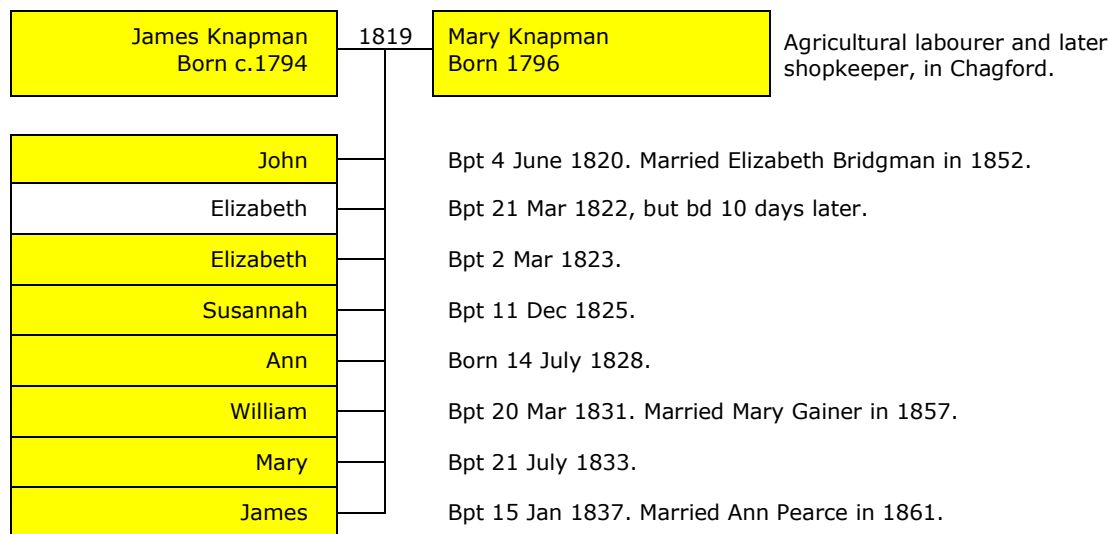 James Knapman
Born c.1794
1819
Mary Knapman
Born 1796
Agricultural labourer and later
shopkeeper, in Chagford.
John
Bpt 4 June 1820. Married Elizabeth Bridgman in 1852.
Elizabeth
Bpt 21 Mar 1822, but bd 10 days later.
Elizabeth
Bpt 2 Mar 1823.
Susannah
Bpt 11 Dec 1825.
Ann
Born 14 July 1828.
William
Bpt 20 Mar 1831. Married Mary Gainer in 1857.
Mary
Bpt 21 July 1833.
James
Bpt 15 Jan 1837. Married Ann Pearce in 1861.